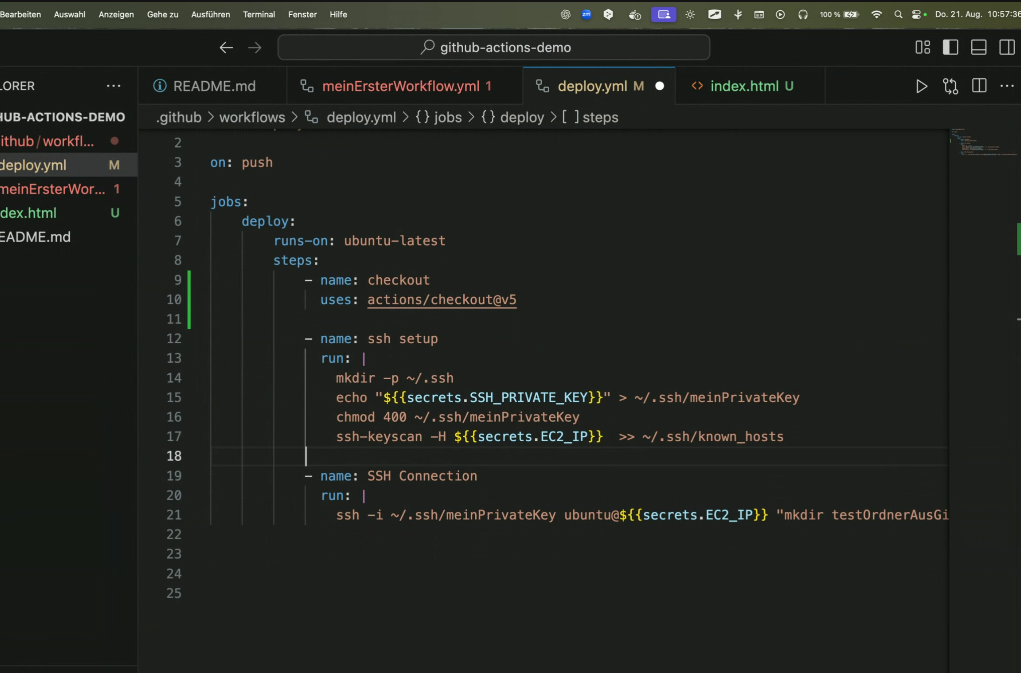 Bearbeiten Auswahl Anzeigen Gehe zu Ausführen Terminal Fenster Hilfe 100 % Do. 21. Aug. 10:57:36
github-actions-demo
LORER ...
README.md meinErsterWorkflow.yml 1 deploy.yml M index.html U
HUB-ACTIONS-DEMO
.github > workflows > deploy.yml > {} jobs > {} deploy > [ ] steps
ithub/workfl...
deploy.yml M
meinErsterWor... 1
dex.html U
EADME.md
2
3 on: push
4
5 jobs:
6 deploy:
7 runs-on: ubuntu-latest
8 steps:
9 - name: checkout
10 uses: actions/checkout@v5
11
12 - name: ssh setup
13 run: |
14 mkdir -p ~/.ssh
15 echo "${{secrets.SSH_PRIVATE_KEY}}" > ~/.ssh/meinPrivateKey
16 chmod 400 ~/.ssh/meinPrivateKey
17 ssh-keyscan -H ${{secrets.EC2_IP}}  >> ~/.ssh/known_hosts
18
19 - name: SSH Connection
20 run: |
21 ssh -i ~/.ssh/meinPrivateKey ubuntu@${{secrets.EC2_IP}} "mkdir testOrdnerAusGi
22
23
24
25